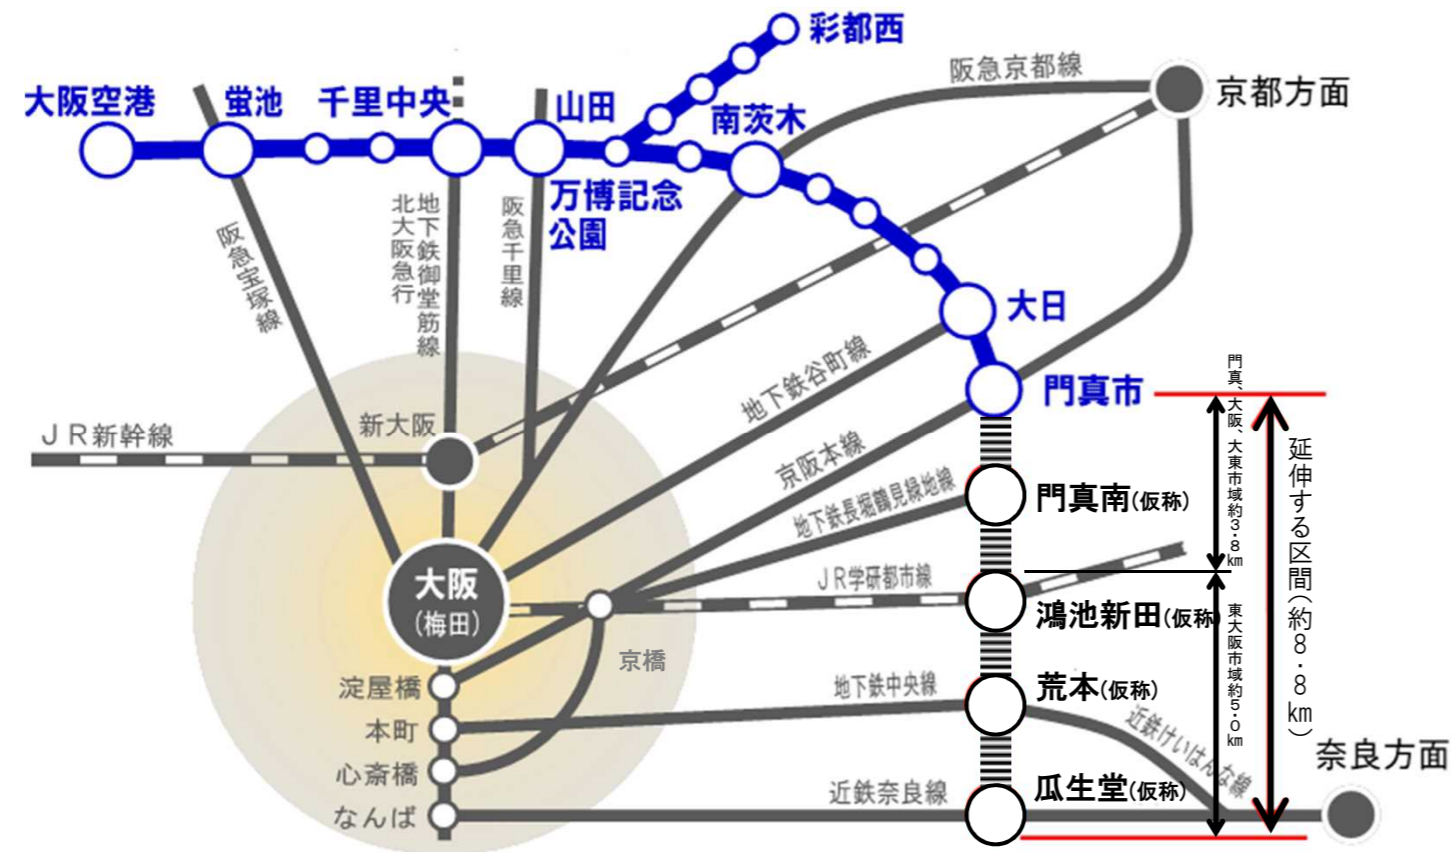 彩都西
阪急京都線
京都方面
大阪空港
蛍池
千里中央
山田
南茨木
万博記念
公園
阪急宝塚線
地下鉄御堂筋線
北大阪急行
阪急千里線
大日
門真市
地下鉄谷町線
ＪＲ新幹線
新大阪
京阪本線
地下鉄長堀鶴見緑地線
門真南(仮称)
門真、大阪、大東市域約3.8km
延伸する区間(約8.8km)
大阪
(梅田)
ＪＲ学研都市線
鴻池新田(仮称)
東大阪市域約5.0km
京橋
淀屋橋
本町
心斎橋
なんば
地下鉄中央線
荒本(仮称)
近鉄けいはんな線
近鉄奈良線
瓜生堂(仮称)
奈良方面